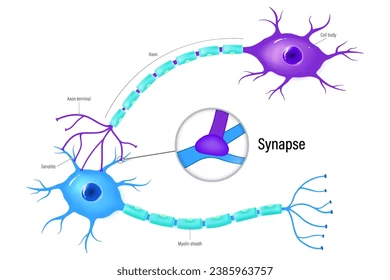 Axon
Cell body
Axon terminal
Synapse
Dendrite
Myelin sheath
shutterstock.com · 2385963757